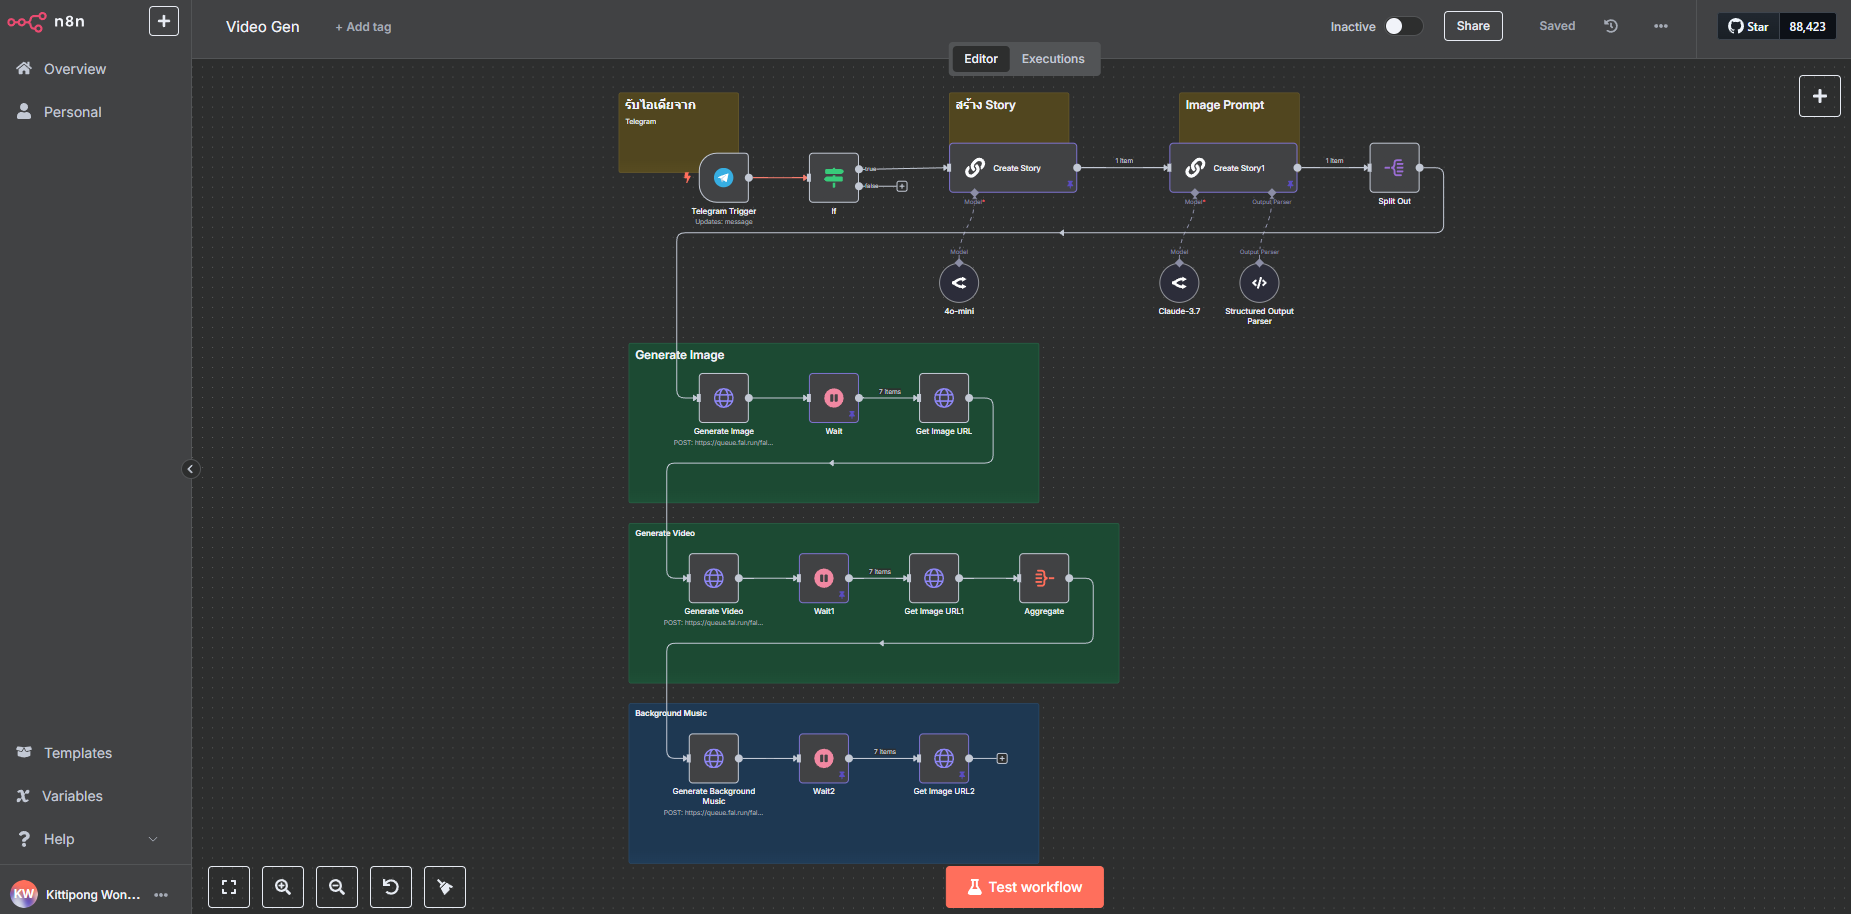 n8n
Video Gen
+ Add tag
Inactive
Share
Saved
Star
88,423
Editor
Executions
Overview
Personal
รับไอเดียจาก
Telegram
สร้าง Story
Image Prompt
true
false
Create Story
1 item
Create Story1
1 item
Telegram Trigger
Updates: message
If
Model*
Model*
Output Parser
Split Out
Model
Model
Output Parser
4o-mini
Claude-3.7
Structured Output
Parser
Generate Image
7 items
Generate Image
POST: https://queue.fal.run/fal...
Wait
Get Image URL
Generate Video
7 items
Generate Video
POST: https://queue.fal.run/fal...
Wait1
Get Image URL1
Aggregate
Background Music
7 items
Generate Background
Music
POST: https://queue.fal.run/fal...
Wait2
Get Image URL2
Templates
Variables
Help
KW
Kittipong Won...
Test workflow